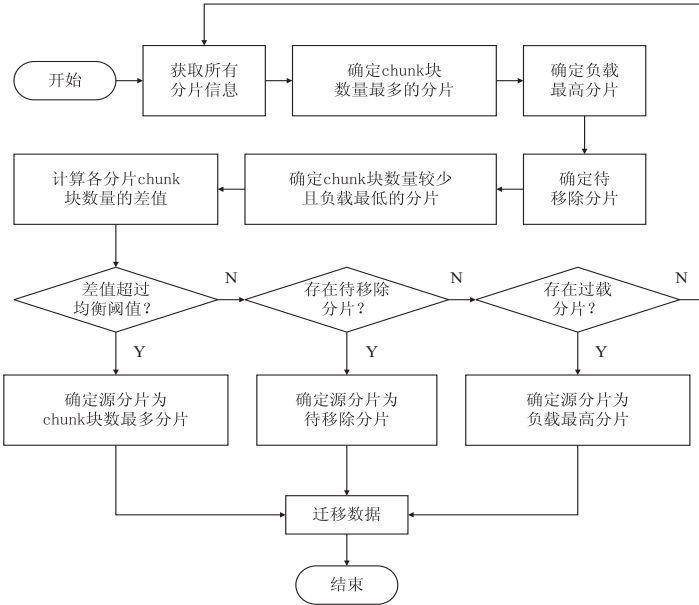 开始
获取所有
分片信息
确定chunk块
数量最多的分片
确定负载
最高分片
计算各分片chunk
块数量的差值
确定chunk块数量较少
且负载最低的分片
确定待
移除分片
差值超过
均衡阈值?
N
存在待移除
分片?
N
存在过载
分片?
N
Y
Y
Y
确定源分片为
chunk块数最多分片
确定源分片为
待移除分片
确定源分片为
负载最高分片
迁移数据
结束